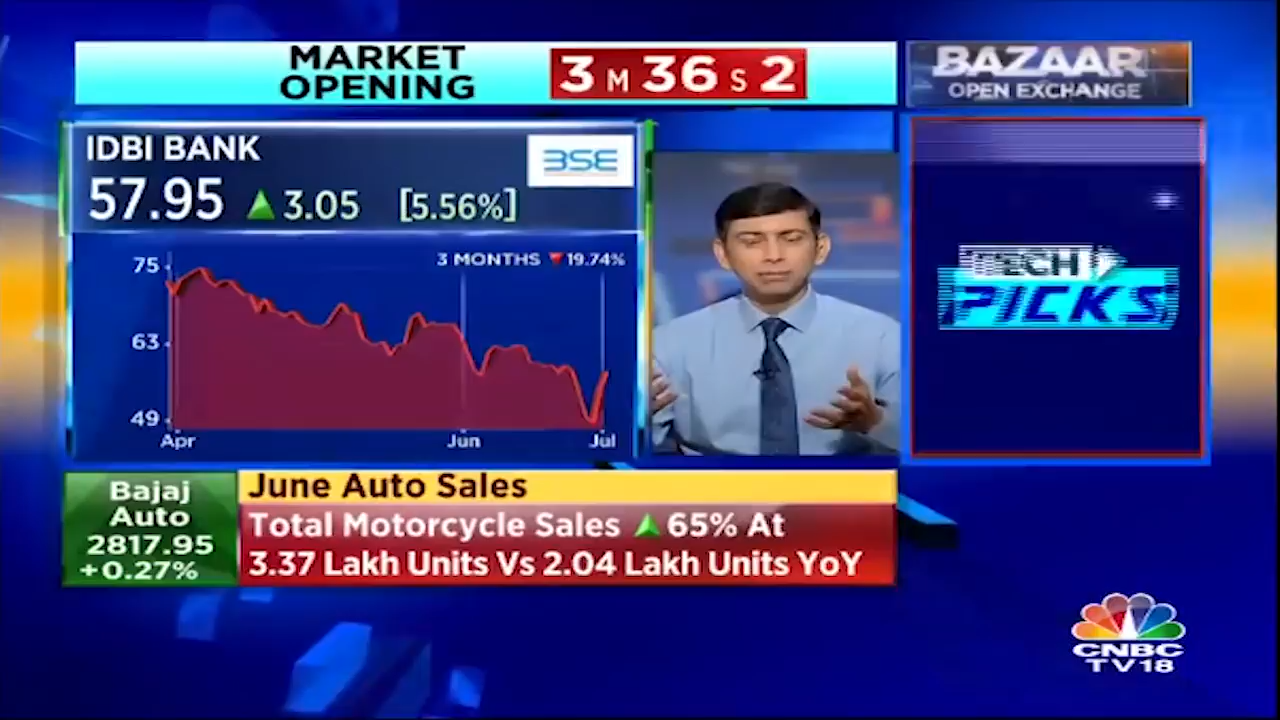 MARKET
OPENING
3 M 36 S 2
BAZAAR
OPEN EXCHANGE
IDBI BANK
BSE
57.95 ▲ 3.05 [5.56%]
3 MONTHS ▼ 19.74%
75
63
49
Apr Jun Jul
TECH
PICKS
Bajaj
Auto
2817.95
+0.27%
June Auto Sales
Total Motorcycle Sales ▲ 65% At
3.37 Lakh Units Vs 2.04 Lakh Units YoY
CNBC
TV18